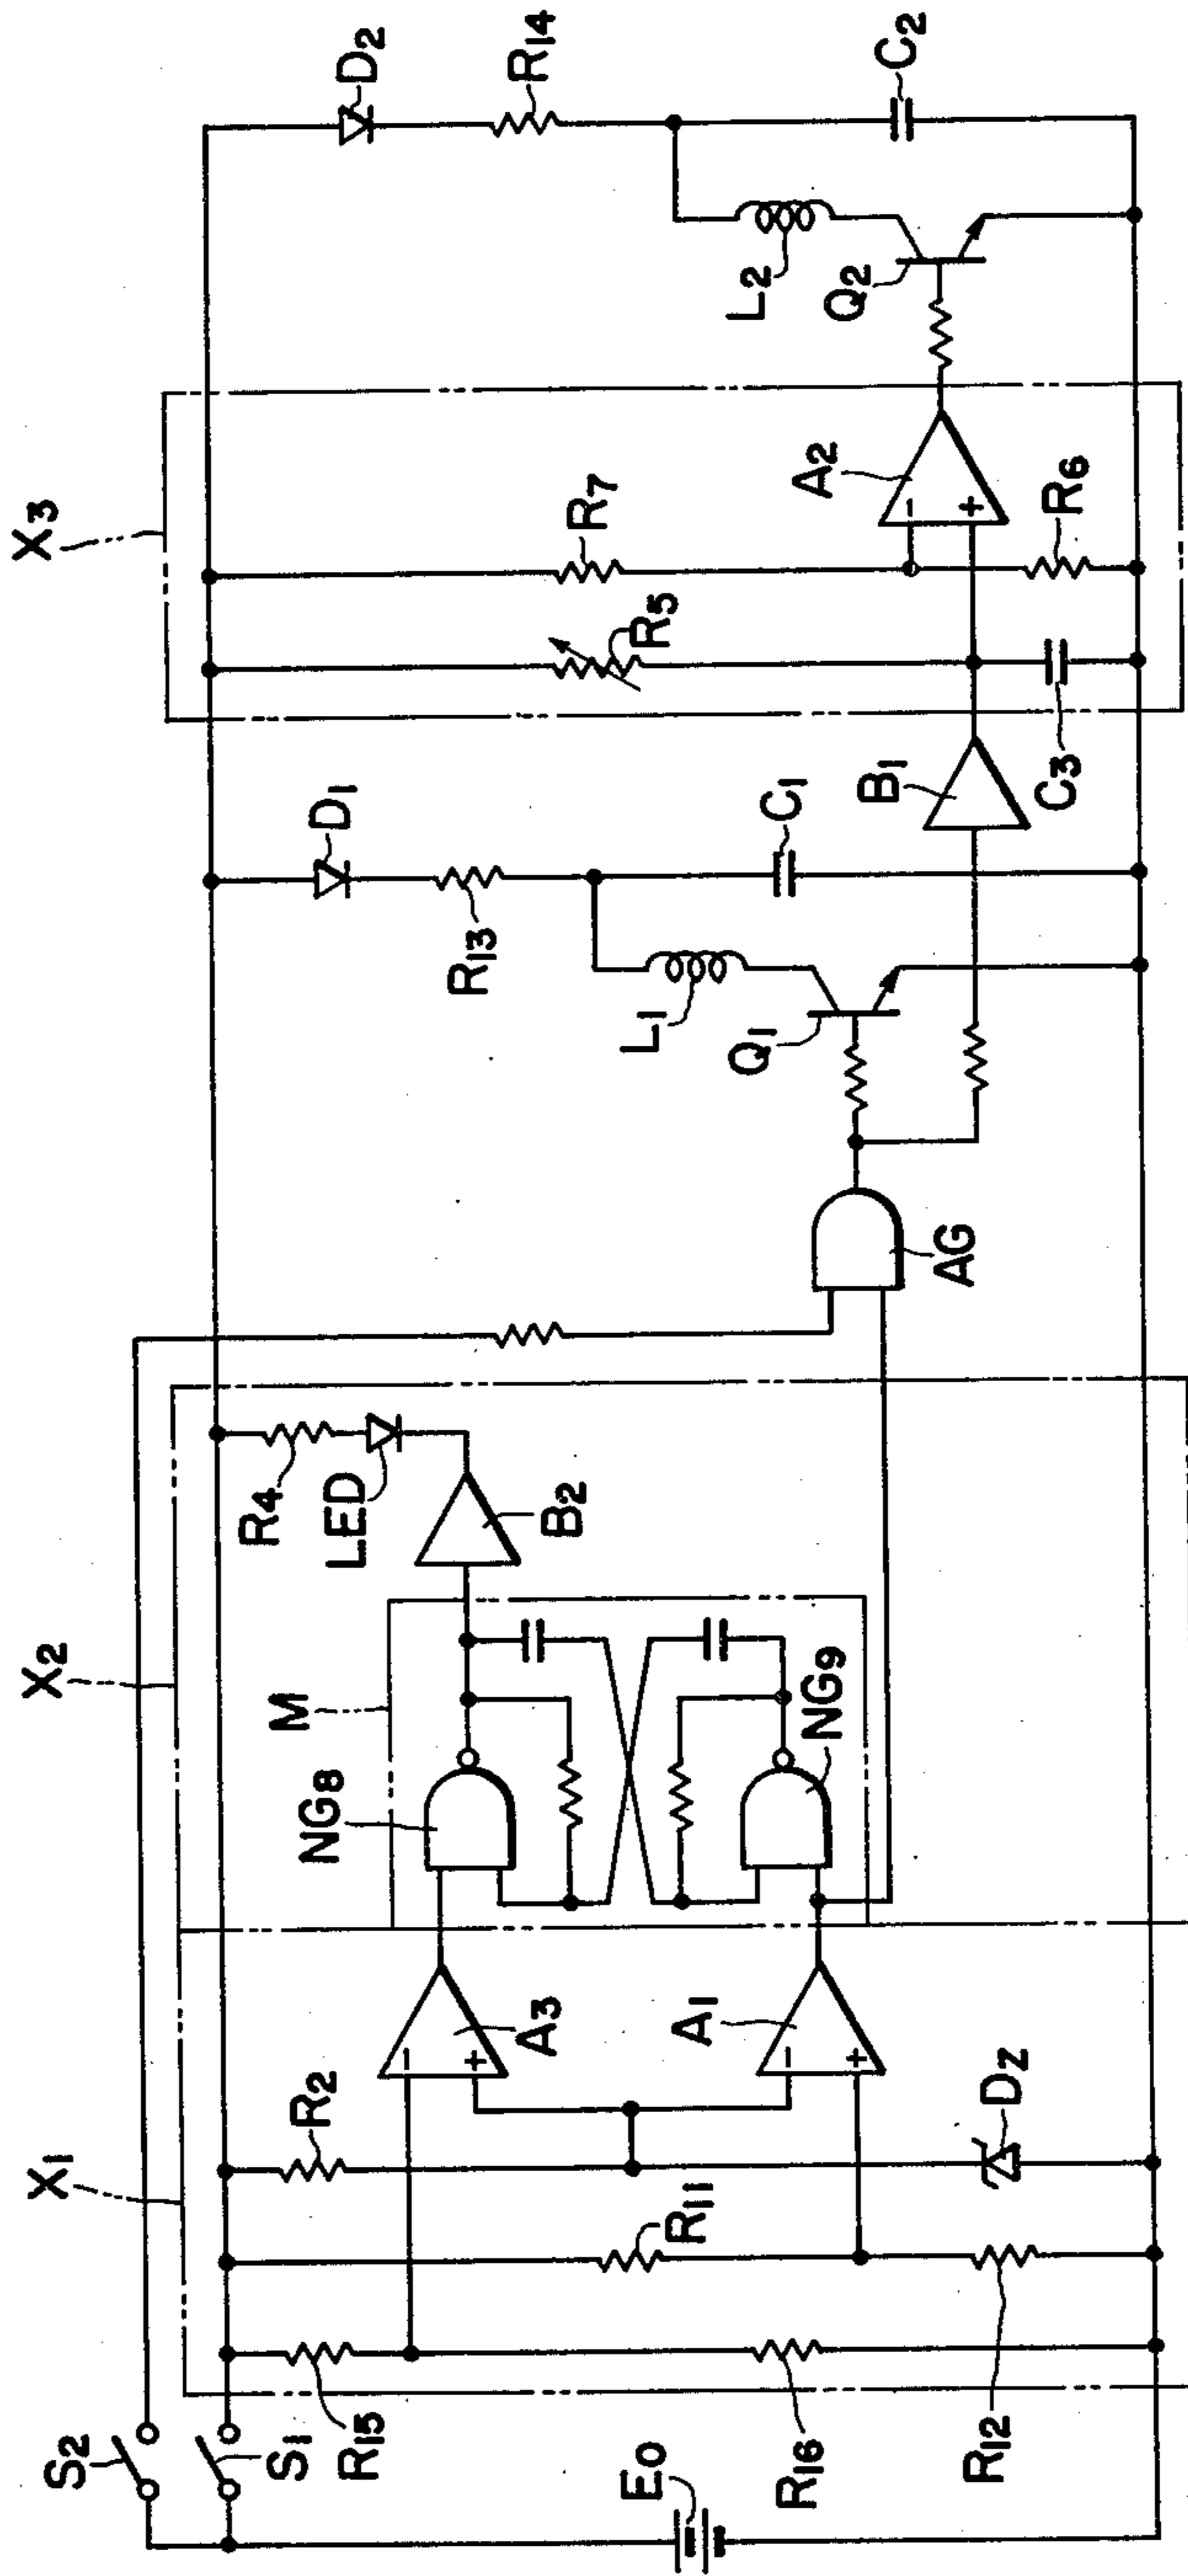 X1
X2
X3
S2
S1
R15
R16
R12
E0
R11
R2
DZ
A3
A1
M
NG8
NG9
B2
R4
LED
AG
Q1
L1
R13
D1
C1
B1
C3
R5
R7
A2
R6
Q2
L2
R14
D2
C2
-
+
-
+
-
+